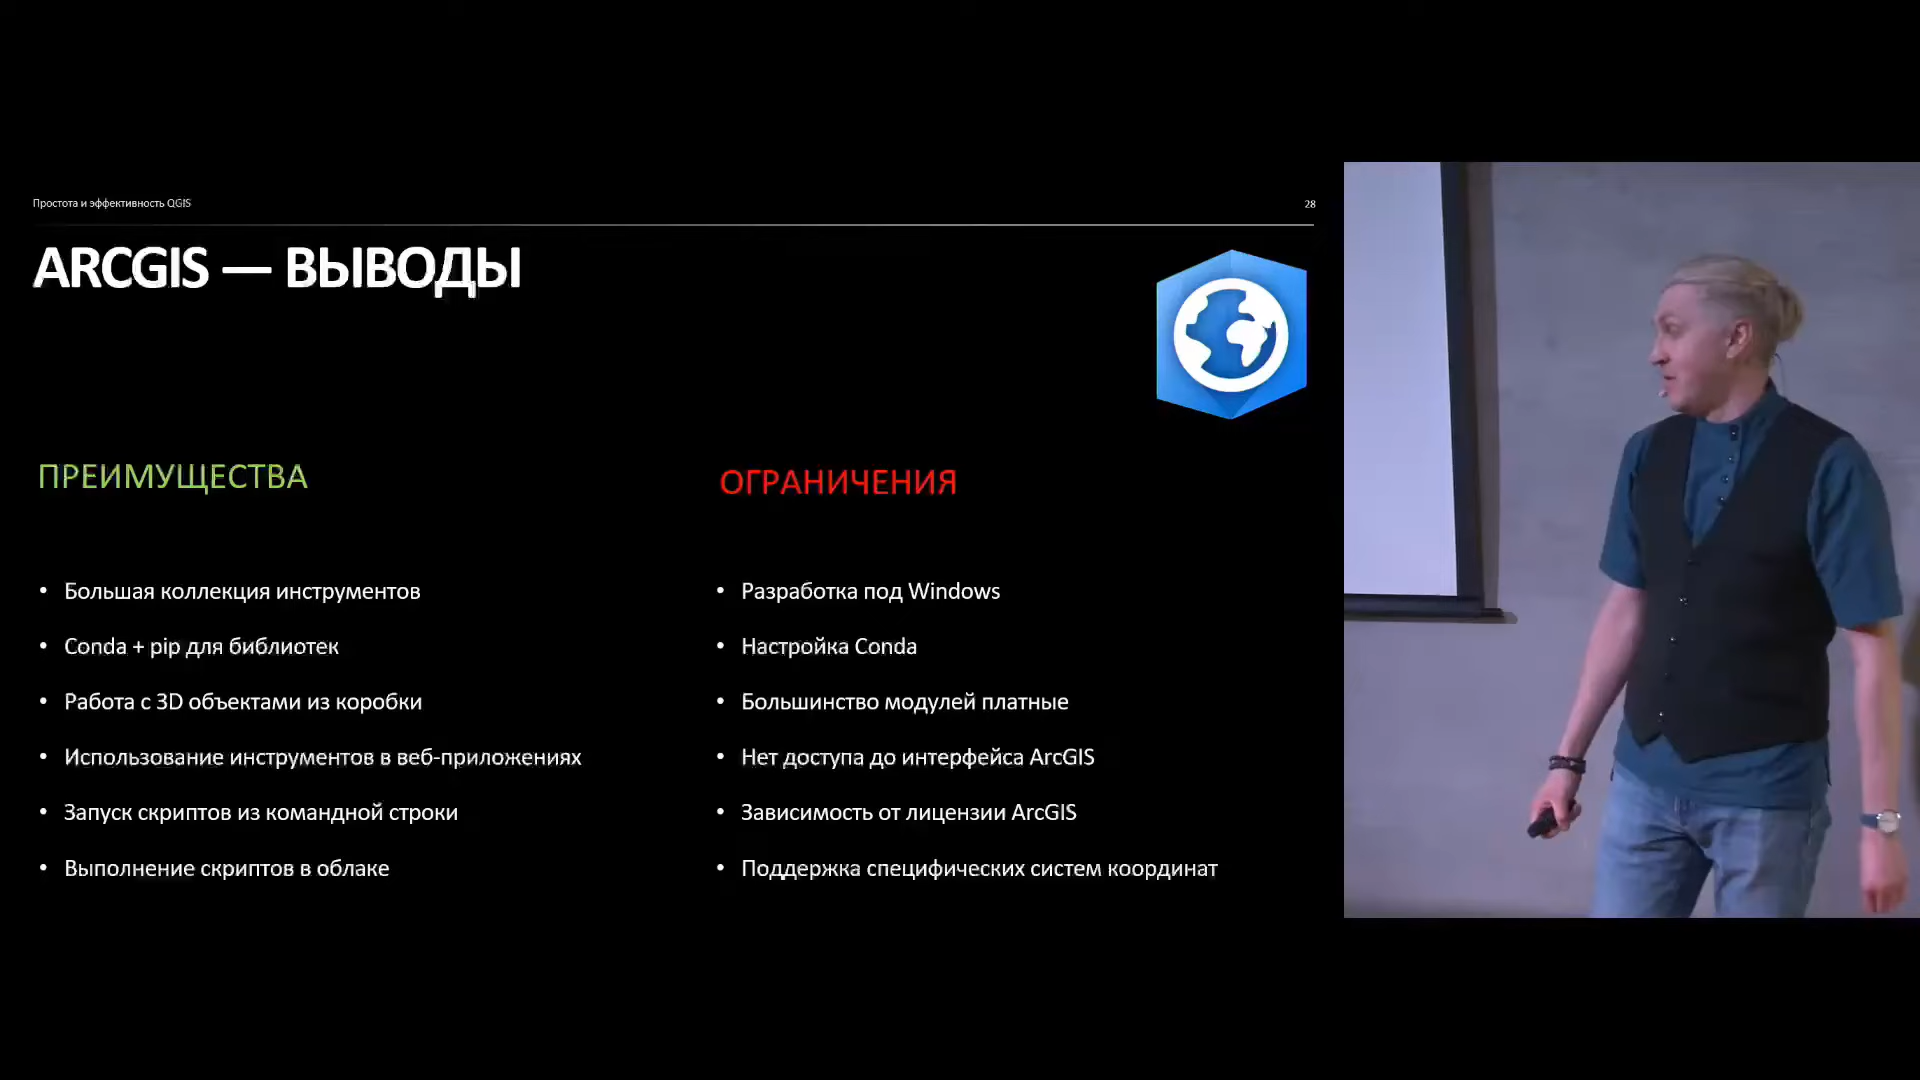 Простота и эффективность QGIS
28
ARCGIS — ВЫВОДЫ
ПРЕИМУЩЕСТВА
• Большая коллекция инструментов
• Conda + pip для библиотек
• Работа с 3D объектами из коробки
• Использование инструментов в веб-приложениях
• Запуск скриптов из командной строки
• Выполнение скриптов в облаке
ОГРАНИЧЕНИЯ
• Разработка под Windows
• Настройка Conda
• Большинство модулей платные
• Нет доступа до интерфейса ArcGIS
• Зависимость от лицензии ArcGIS
• Поддержка специфических систем координат